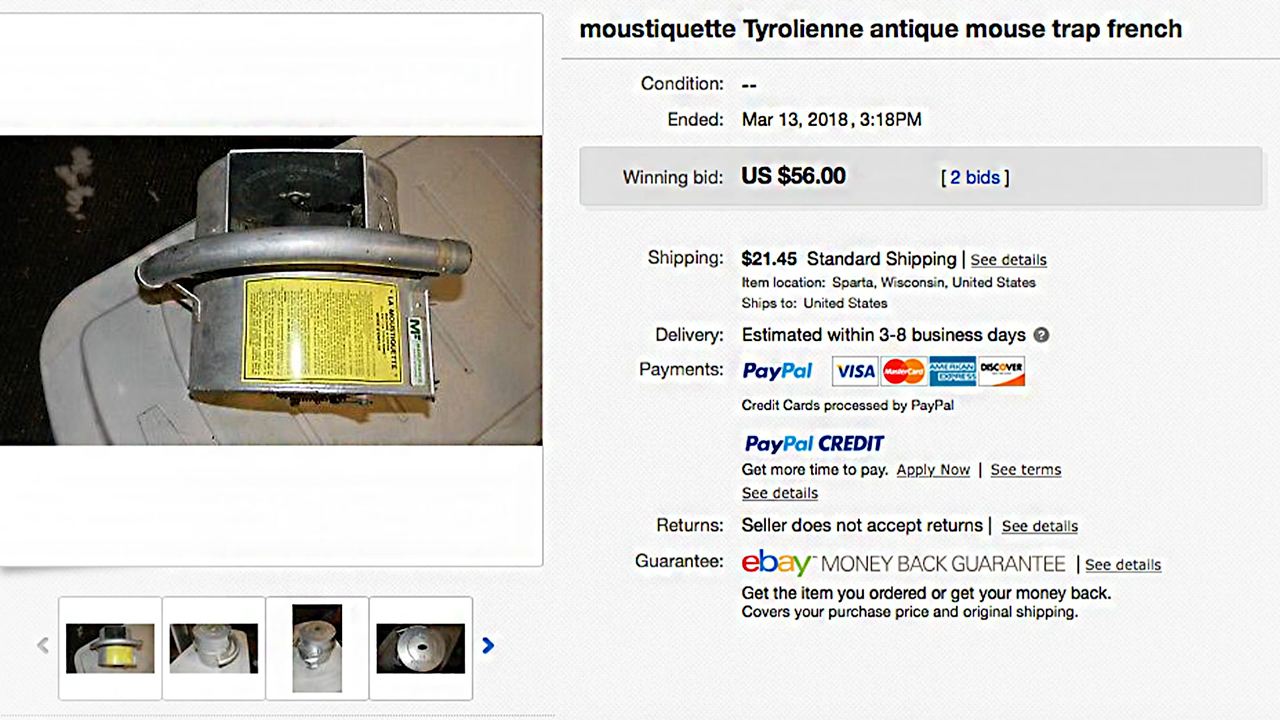 moustiquette Tyrolienne antique mouse trap french
Condition: --
Ended: Mar 13, 2018 , 3:18PM
Winning bid: US $56.00 [ 2 bids ]
Shipping: $21.45 Standard Shipping | See details
Item location: Sparta, Wisconsin, United States
Ships to: United States
Delivery: Estimated within 3-8 business days ?
Payments: PayPal VISA MasterCard AMERICAN EXPRESS DISCOVER
Credit Cards processed by PayPal
PayPal CREDIT
Get more time to pay. Apply Now | See terms
See details
Returns: Seller does not accept returns | See details
Guarantee: ebay MONEY BACK GUARANTEE | See details
Get the item you ordered or get your money back.
Covers your purchase price and original shipping.
"LA MOUSTIQUETTE"
MF